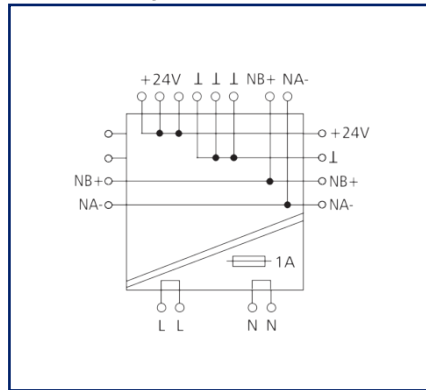 +24V ⊥ ⊥ ⊥ NB+ NA-
+24V
⊥
NB+ NB+
NA- NA-
1A
L L N N